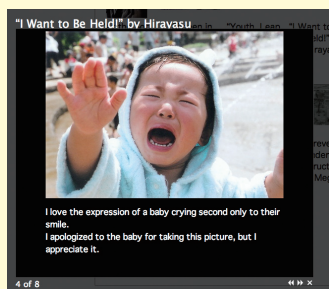 “I Want to Be Held!” by Hirayasu
I love the expression of a baby crying second only to their
smile.
I apologized to the baby for taking this picture, but I
appreciate it.
4 of 8